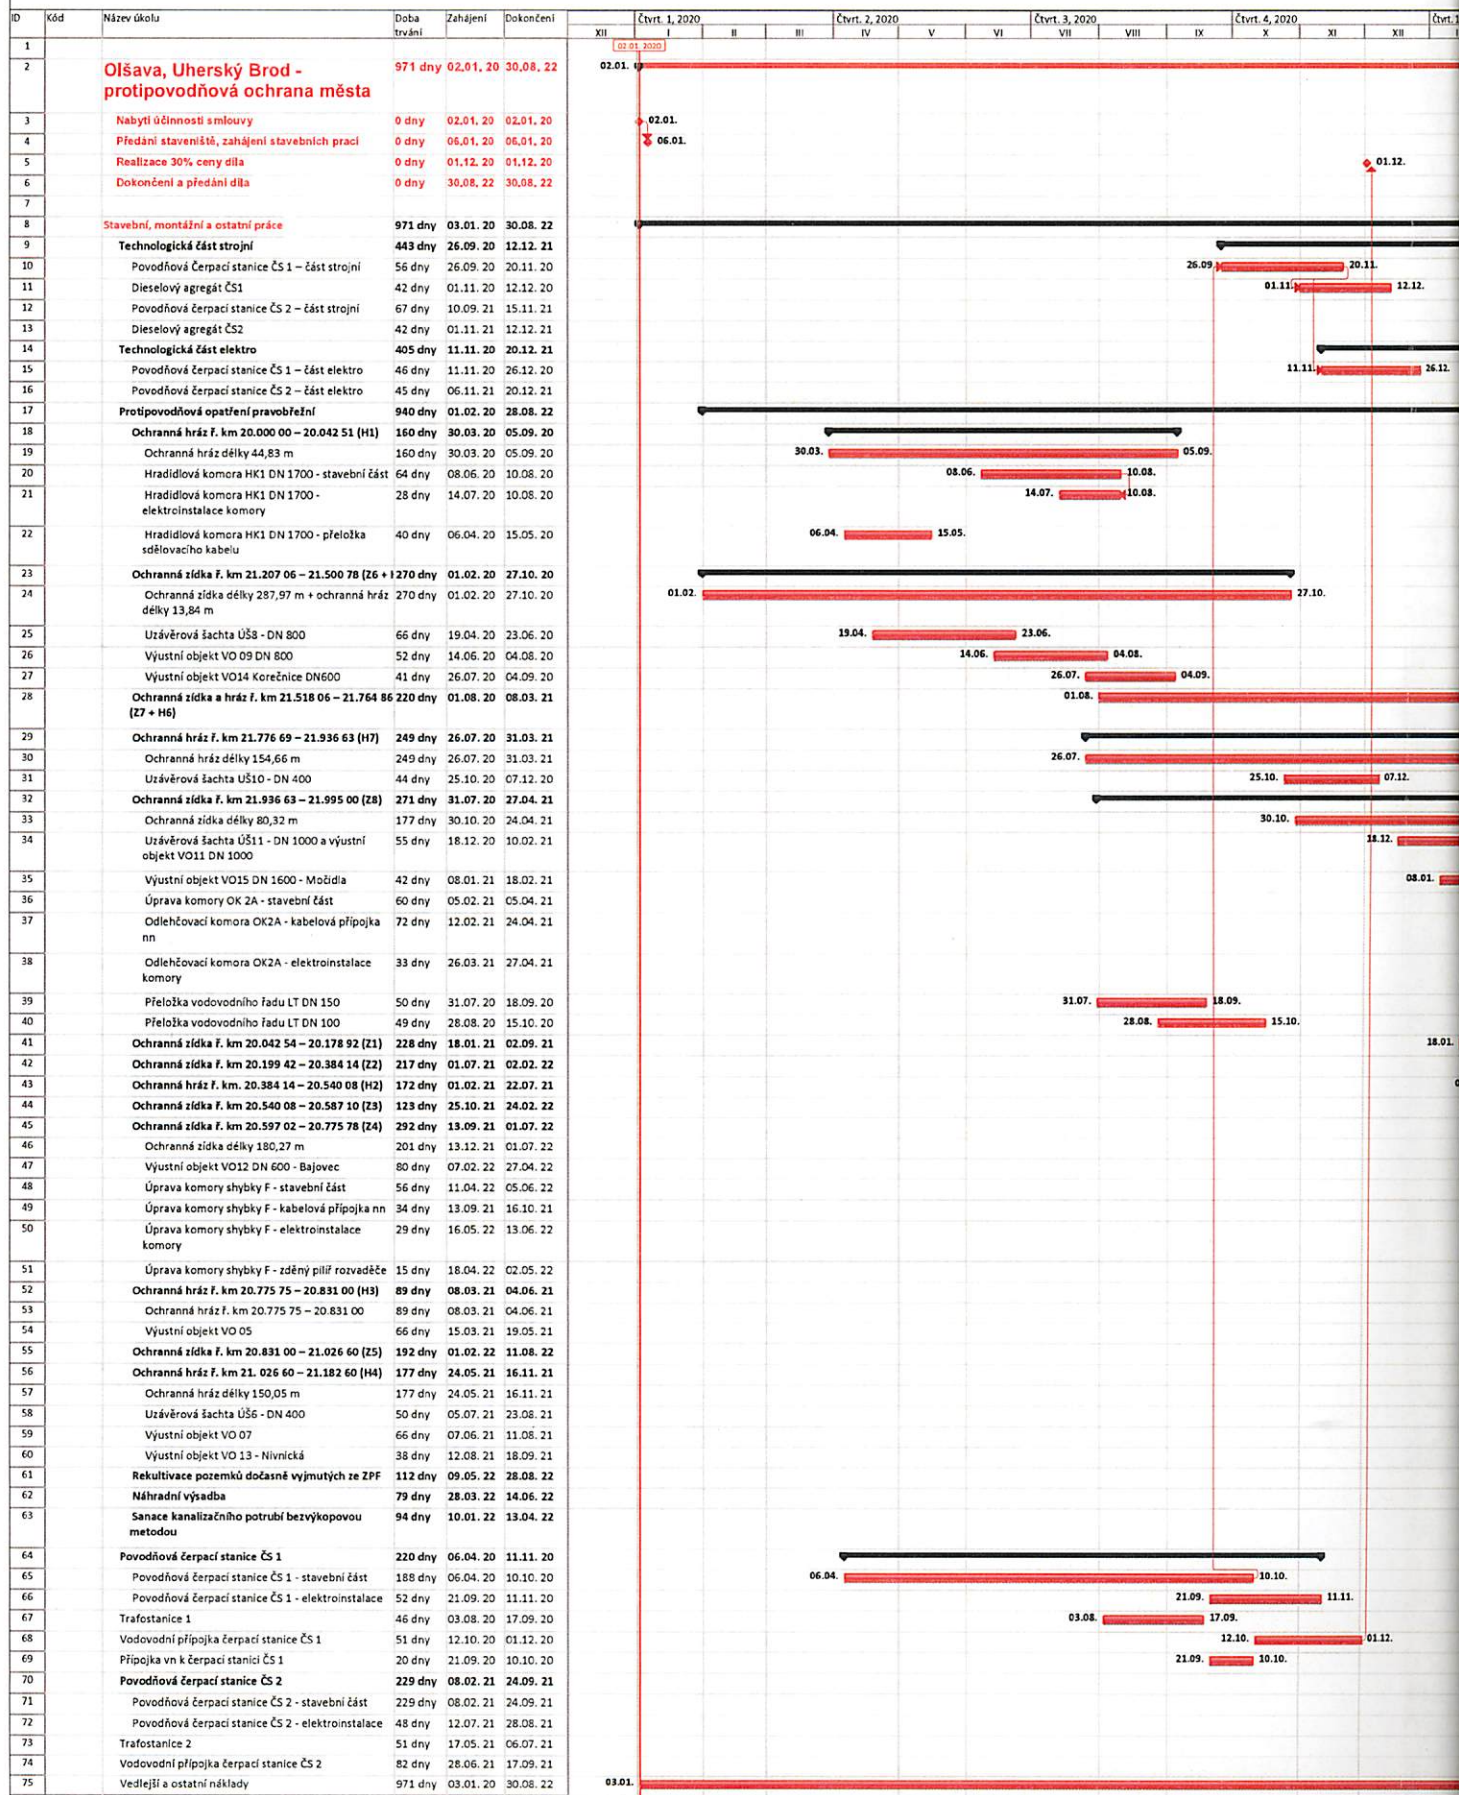 ID Kód Název úkolu Doba trvání Zahájení Dokončení Čtvrt. 1, 2020 Čtvrt. 2, 2020 Čtvrt. 3, 2020 Čtvrt. 4, 2020 Čtvrt. 1
XII I II III IV V VI VII VIII IX X XI XII I
1 02.01. 2020
2 Olšava, Uherský Brod - 971 dny 02.01. 20 30.08. 22 02.01.
protipovodňová ochrana města
3 Nabytí účinnosti smlouvy 0 dny 02.01. 20 02.01. 20 02.01.
4 Předání staveniště, zahájení stavebních prací 0 dny 06.01. 20 06.01. 20 06.01.
5 Realizace 30% ceny díla 0 dny 01.12. 20 01.12. 20 01.12.
6 Dokončení a předání díla 0 dny 30.08. 22 30.08. 22
7
8 Stavební, montážní a ostatní práce 971 dny 03.01. 20 30.08. 22
9 Technologická část strojní 443 dny 26.09. 20 12.12. 21
10 Povodňová Čerpací stanice ČS 1 – část strojní 56 dny 26.09. 20 20.11. 20 26.09. 20.11.
11 Dieselový agregát ČS1 42 dny 01.11. 20 12.12. 20 01.11. 12.12.
12 Povodňová čerpací stanice ČS 2 – část strojní 67 dny 10.09. 21 15.11. 21
13 Dieselový agregát ČS2 42 dny 01.11. 21 12.12. 21
14 Technologická část elektro 405 dny 11.11. 20 20.12. 21
15 Povodňová čerpací stanice ČS 1 – část elektro 46 dny 11.11. 20 26.12. 20 11.11. 26.12.
16 Povodňová čerpací stanice ČS 2 – část elektro 45 dny 06.11. 21 20.12. 21
17 Protipovodňová opatření pravobřežní 940 dny 01.02. 20 28.08. 22
18 Ochranná hráz ř. km 20.000 00 – 20.042 51 (H1) 160 dny 30.03. 20 05.09. 20
19 Ochranná hráz délky 44,83 m 160 dny 30.03. 20 05.09. 20 30.03. 05.09.
20 Hradidlová komora HK1 DN 1700 - stavební část 64 dny 08.06. 20 10.08. 20 08.06. 10.08.
21 Hradidlová komora HK1 DN 1700 - 28 dny 14.07. 20 10.08. 20 14.07. 10.08.
elektroinstalace komory
22 Hradidlová komora HK1 DN 1700 - přeložka 40 dny 06.04. 20 15.05. 20 06.04. 15.05.
sdělovacího kabelu
23 Ochranná zídka ř. km 21.207 06 – 21.500 78 (Z6 + 270 dny 01.02. 20 27.10. 20
24 Ochranná zídka délky 287,97 m + ochranná hráz 270 dny 01.02. 20 27.10. 20 01.02. 27.10.
délky 13,84 m
25 Uzávěrová šachta ÚŠ8 - DN 800 66 dny 19.04. 20 23.06. 20 19.04. 23.06.
26 Výustní objekt VO 09 DN 800 52 dny 14.06. 20 04.08. 20 14.06. 04.08.
27 Výustní objekt VO14 Korečnice DN600 41 dny 26.07. 20 04.09. 20 26.07. 04.09.
28 Ochranná zídka a hráz ř. km 21.518 06 – 21.764 86 220 dny 01.08. 20 08.03. 21 01.08.
(Z7 + H6)
29 Ochranná hráz ř. km 21.776 69 – 21.936 63 (H7) 249 dny 26.07. 20 31.03. 21
30 Ochranná hráz délky 154,66 m 249 dny 26.07. 20 31.03. 21 26.07.
31 Uzávěrová šachta UŠ10 - DN 400 44 dny 25.10. 20 07.12. 20 25.10. 07.12.
32 Ochranná zídka ř. km 21.936 63 – 21.995 00 (Z8) 271 dny 31.07. 20 27.04. 21
33 Ochranná zídka délky 80,32 m 177 dny 30.10. 20 24.04. 21 30.10.
34 Uzávěrová šachta ÚŠ11 - DN 1000 a výustní 55 dny 18.12. 20 10.02. 21 18.12.
objekt VO11 DN 1000
35 Výustní objekt VO15 DN 1600 - Močidla 42 dny 08.01. 21 18.02. 21 08.01.
36 Úprava komory OK 2A - stavební část 60 dny 05.02. 21 05.04. 21
37 Odlehčovací komora OK2A - kabelová přípojka 72 dny 12.02. 21 24.04. 21
nn
38 Odlehčovací komora OK2A - elektroinstalace 33 dny 26.03. 21 27.04. 21
komory
39 Přeložka vodovodního řadu LT DN 150 50 dny 31.07. 20 18.09. 20 31.07. 18.09.
40 Přeložka vodovodního řadu LT DN 100 49 dny 28.08. 20 15.10. 20 28.08. 15.10.
41 Ochranná zídka ř. km 20.042 54 – 20.178 92 (Z1) 228 dny 18.01. 21 02.09. 21 18.01.
42 Ochranná zídka ř. km 20.199 42 – 20.384 14 (Z2) 217 dny 01.07. 21 02.02. 22
43 Ochranná hráz ř. km. 20.384 14 – 20.540 08 (H2) 172 dny 01.02. 21 22.07. 21 0
44 Ochranná zídka ř. km 20.540 08 – 20.587 10 (Z3) 123 dny 25.10. 21 24.02. 22
45 Ochranná zídka ř. km 20.597 02 – 20.775 78 (Z4) 292 dny 13.09. 21 01.07. 22
46 Ochranná zídka délky 180,27 m 201 dny 13.12. 21 01.07. 22
47 Výustní objekt VO12 DN 600 - Bajovec 80 dny 07.02. 22 27.04. 22
48 Úprava komory shybky F - stavební část 56 dny 11.04. 22 05.06. 22
49 Úprava komory shybky F - kabelová přípojka nn 34 dny 13.09. 21 16.10. 21
50 Úprava komory shybky F - elektroinstalace 29 dny 16.05. 22 13.06. 22
komory
51 Úprava komory shybky F - zděný pilíř rozvaděče 15 dny 18.04. 22 02.05. 22
52 Ochranná hráz ř. km 20.775 75 – 20.831 00 (H3) 89 dny 08.03. 21 04.06. 21
53 Ochranná hráz ř. km 20.775 75 – 20.831 00 89 dny 08.03. 21 04.06. 21
54 Výustní objekt VO 05 66 dny 15.03. 21 19.05. 21
55 Ochranná zídka ř. km 20.831 00 – 21.026 60 (Z5) 192 dny 01.02. 22 11.08. 22
56 Ochranná hráz ř. km 21. 026 60 – 21.182 60 (H4) 177 dny 24.05. 21 16.11. 21
57 Ochranná hráz délky 150,05 m 177 dny 24.05. 21 16.11. 21
58 Uzávěrová šachta ÚŠ6 - DN 400 50 dny 05.07. 21 23.08. 21
59 Výustní objekt VO 07 66 dny 07.06. 21 11.08. 21
60 Výustní objekt VO 13 - Nivnická 38 dny 12.08. 21 18.09. 21
61 Rekultivace pozemků dočasně vyjmutých ze ZPF 112 dny 09.05. 22 28.08. 22
62 Náhradní výsadba 79 dny 28.03. 22 14.06. 22
63 Sanace kanalizačního potrubí bezvýkopovou 94 dny 10.01. 22 13.04. 22
metodou
64 Povodňová čerpací stanice ČS 1 220 dny 06.04. 20 11.11. 20
65 Povodňová čerpací stanice ČS 1 - stavební část 188 dny 06.04. 20 10.10. 20 06.04. 10.10.
66 Povodňová čerpací stanice ČS 1 - elektroinstalace 52 dny 21.09. 20 11.11. 20 21.09. 11.11.
67 Trafostanice 1 46 dny 03.08. 20 17.09. 20 03.08. 17.09.
68 Vodovodní přípojka čerpací stanice ČS 1 51 dny 12.10. 20 01.12. 20 12.10. 01.12.
69 Přípojka vn k čerpací stanici ČS 1 20 dny 21.09. 20 10.10. 20 21.09. 10.10.
70 Povodňová čerpací stanice ČS 2 229 dny 08.02. 21 24.09. 21
71 Povodňová čerpací stanice ČS 2 - stavební část 229 dny 08.02. 21 24.09. 21
72 Povodňová čerpací stanice ČS 2 - elektroinstalace 48 dny 12.07. 21 28.08. 21
73 Trafostanice 2 51 dny 17.05. 21 06.07. 21
74 Vodovodní přípojka čerpací stanice ČS 2 82 dny 28.06. 21 17.09. 21
75 Vedlejší a ostatní náklady 971 dny 03.01. 20 30.08. 22 03.01.